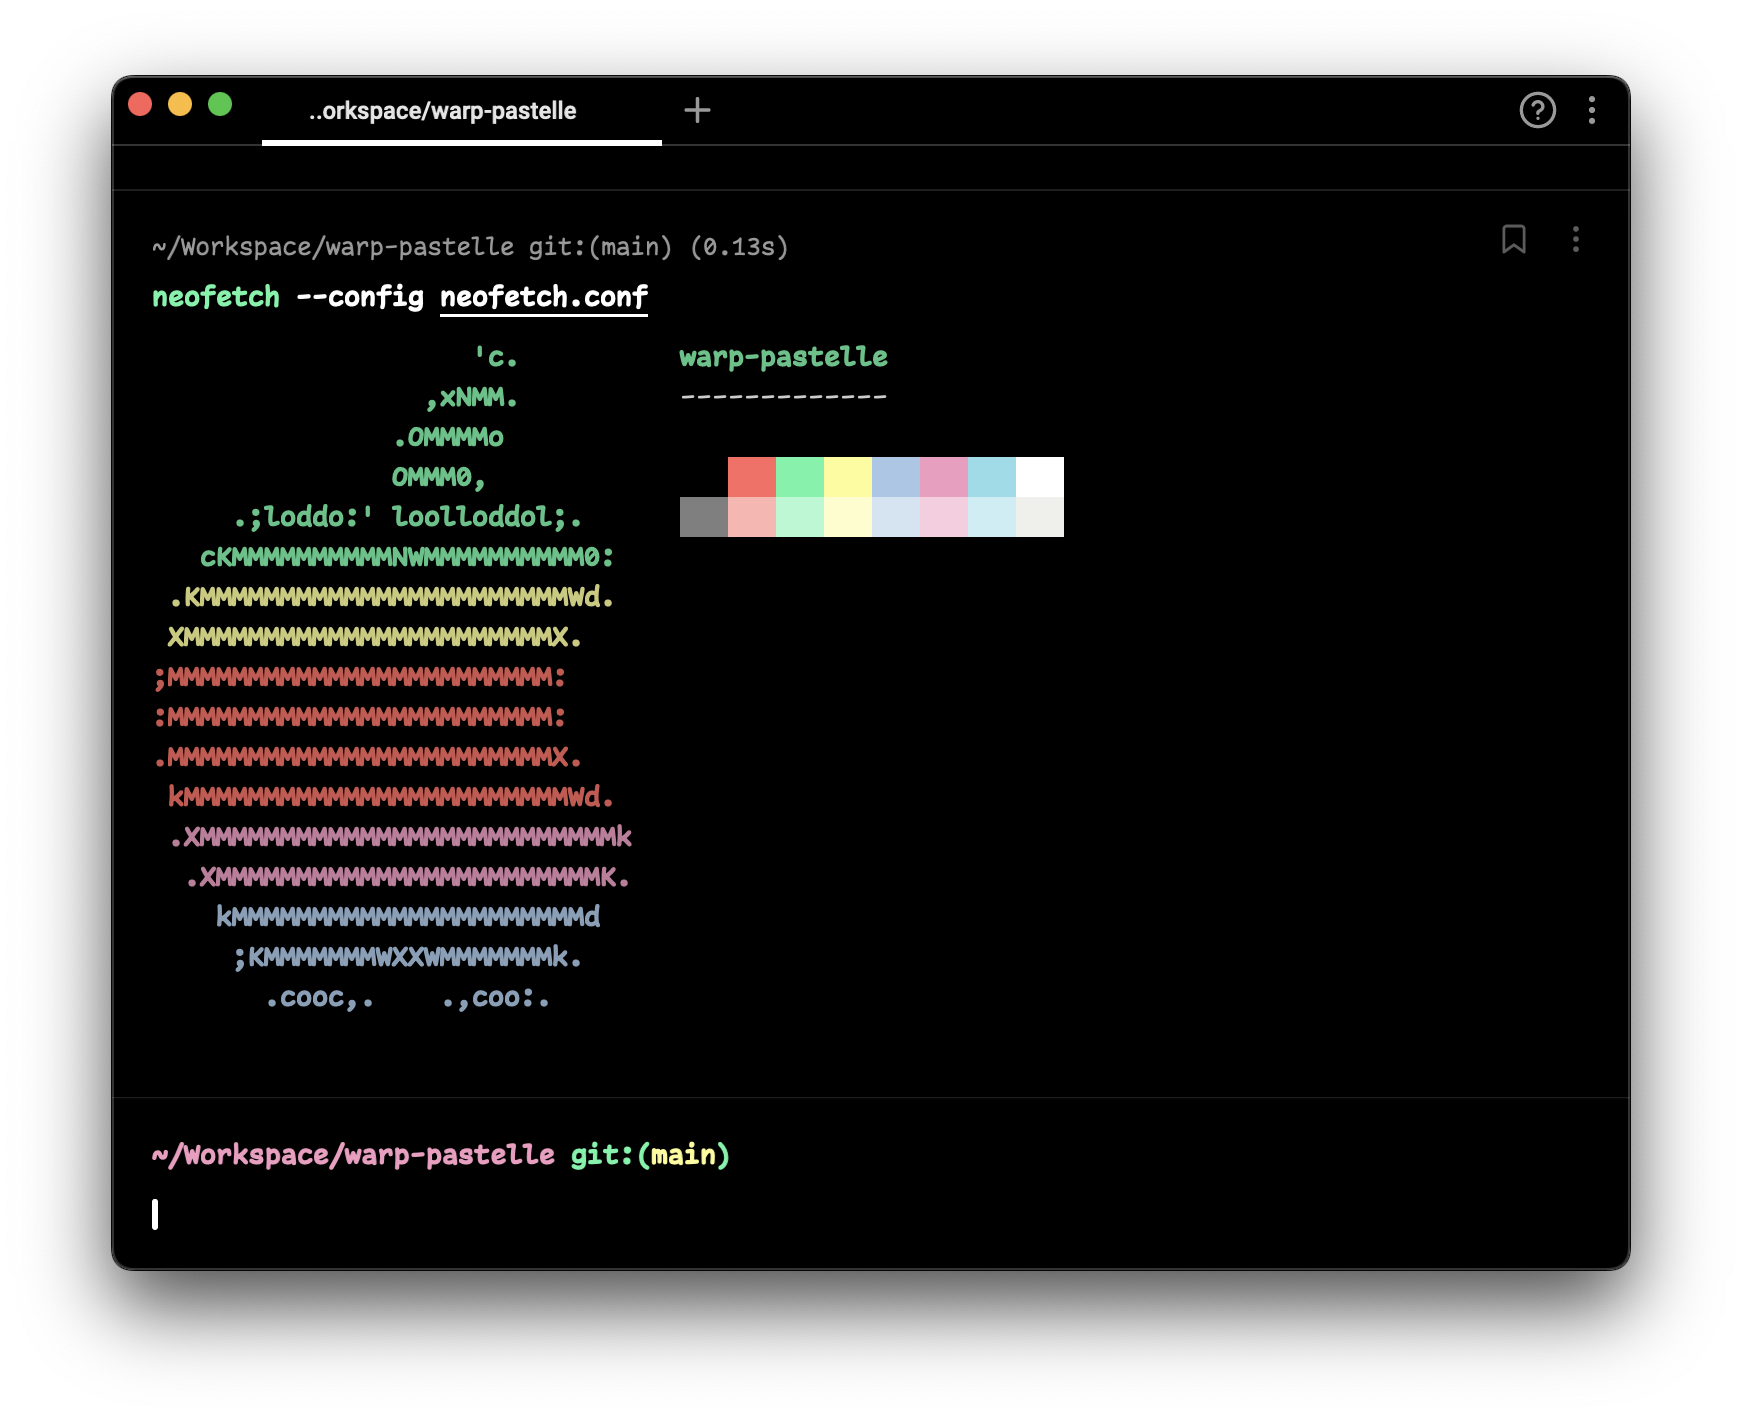 ..orkspace/warp-pastelle
~/Workspace/warp-pastelle git:(main) (0.13s)
neofetch --config neofetch.conf
'c.
warp-pastelle
,xNMM.
-------------
.OMMMMo
OMMM0,
.;loddo:' loolloddol;.
cKMMMMMMMMMMNWMMMMMMMMMM0:
.KMMMMMMMMMMMMMMMMMMMMMMMWd.
XMMMMMMMMMMMMMMMMMMMMMMMX.
;MMMMMMMMMMMMMMMMMMMMMMMM:
:MMMMMMMMMMMMMMMMMMMMMMMM:
.MMMMMMMMMMMMMMMMMMMMMMMMX.
kMMMMMMMMMMMMMMMMMMMMMMMMWd.
.XMMMMMMMMMMMMMMMMMMMMMMMMMMk
.XMMMMMMMMMMMMMMMMMMMMMMMMK.
kMMMMMMMMMMMMMMMMMMMMMMd
;KMMMMMMMWXXWMMMMMMMk.
.cooc,.    .,coo:.
~/Workspace/warp-pastelle git:(main)